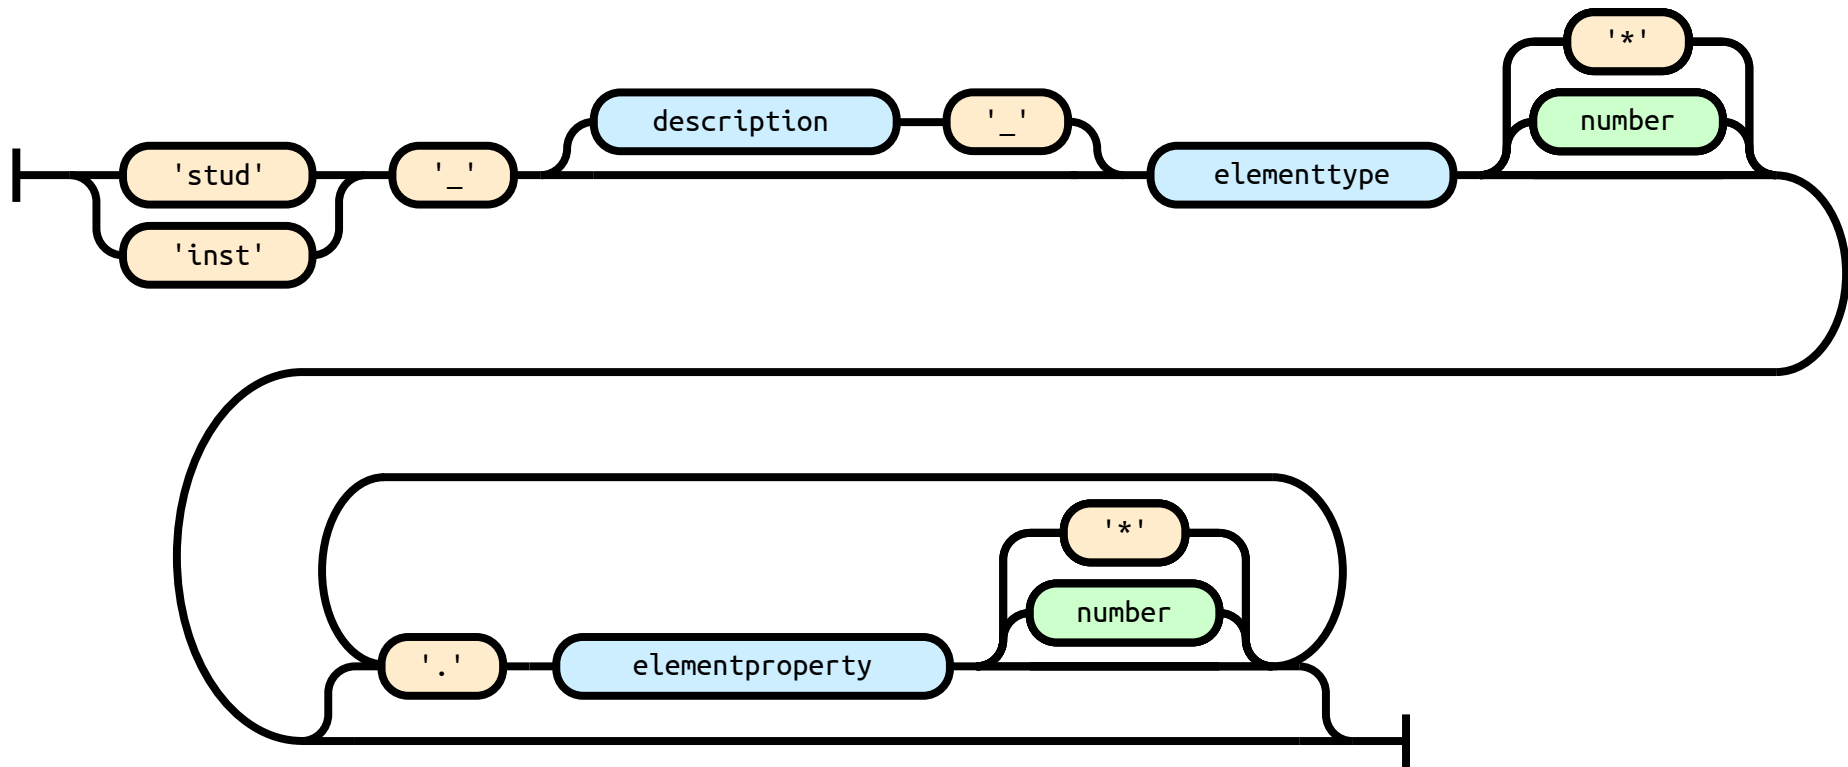 '*'
description '_' number
'stud' '_' elementtype
'inst'
'*'
number
'.' elementproperty